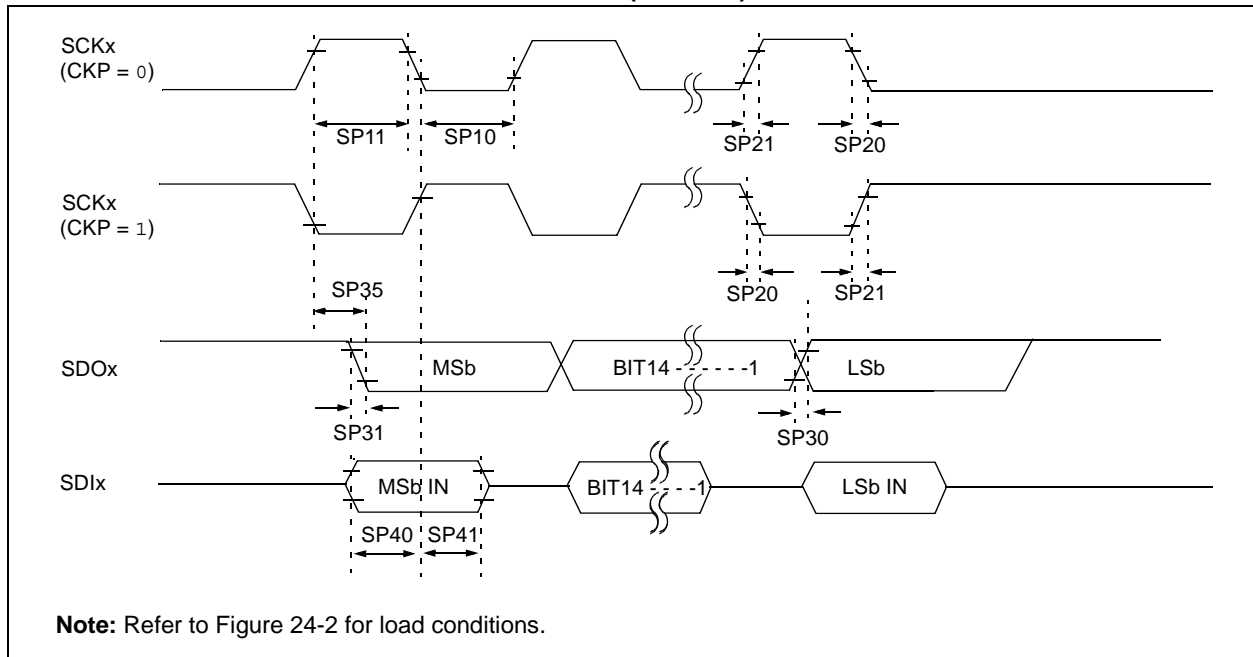 SCKx
(CKP = 0)
SP11
SP10
SP21
SP20
SCKx
(CKP = 1)
SP35
SP20
SP21
SDOx
MSb
BIT14 - - - - - -1
LSb
SP31
SP30
SDIx
MSb IN
BIT14 - - - -1
LSb IN
SP40
SP41
Note: Refer to Figure 24-2 for load conditions.